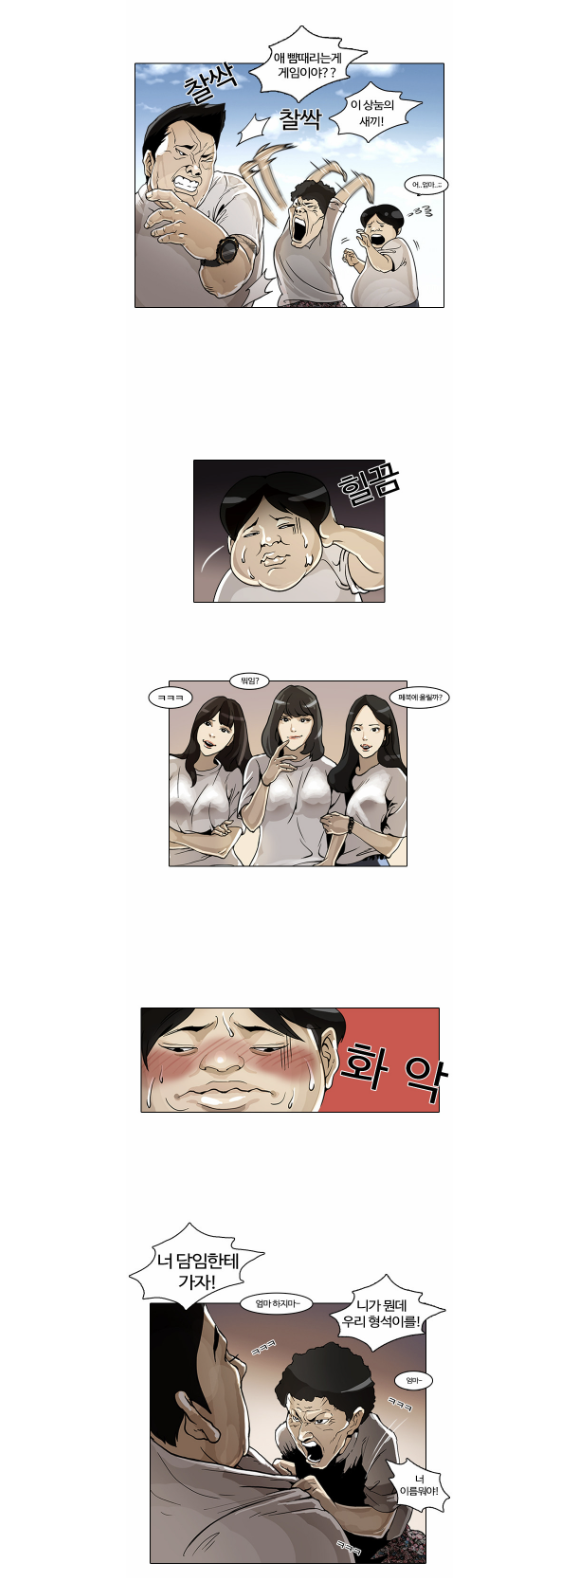 애 뺨때리는게
게임이야??
찰싹
찰싹
이 상놈의
새끼!
어..엄마..;;
힐끔
뭐임?
ㅋㅋㅋ
페북에 올릴까?
화악
너 담임한테
가자!
엄마 하지마~
니가 뭔데
우리 형석이를!
ㅋㅋㅋ
엄마~
ㅋㅋㅋ
너
이름뭐야!
ㅋㅋㅋ